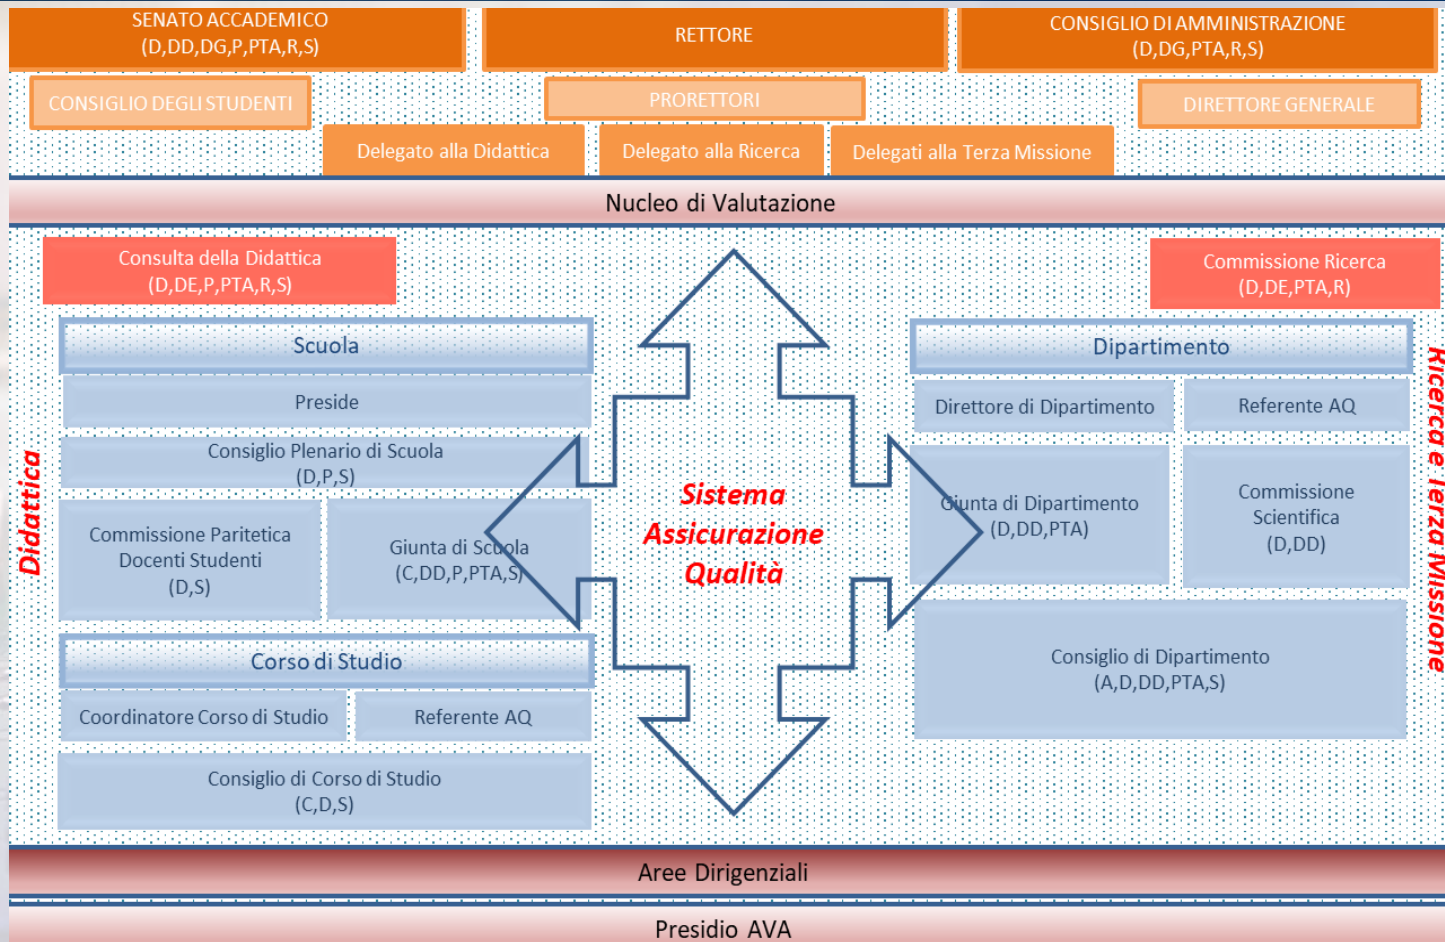 SENATO ACCADEMICO
(D,DD,DG,P,PTA,R,S)
RETTORE
CONSIGLIO DI AMMINISTRAZIONE
(D,DG,PTA,R,S)
CONSIGLIO DEGLI STUDENTI
PRORETTORI
DIRETTORE GENERALE
Delegato alla Didattica
Delegato alla Ricerca
Delegati alla Terza Missione
Nucleo di Valutazione
Consulta della Didattica
(D,DE,P,PTA,R,S)
Commissione Ricerca
(D,DE,PTA,R)
Didattica
Scuola
Preside
Consiglio Plenario di Scuola
(D,P,S)
Commissione Paritetica
Docenti Studenti
(D,S)
Giunta di Scuola
(C,DD,P,PTA,S)
Corso di Studio
Coordinatore Corso di Studio
Referente AQ
Consiglio di Corso di Studio
(C,D,S)
Sistema
Assicurazione
Qualità
Dipartimento
Direttore di Dipartimento
Referente AQ
Giunta di Dipartimento
(D,DD,PTA)
Commissione
Scientifica
(D,DD)
Consiglio di Dipartimento
(A,D,DD,PTA,S)
Ricerca e Terza Missione
Aree Dirigenziali
Presidio AVA